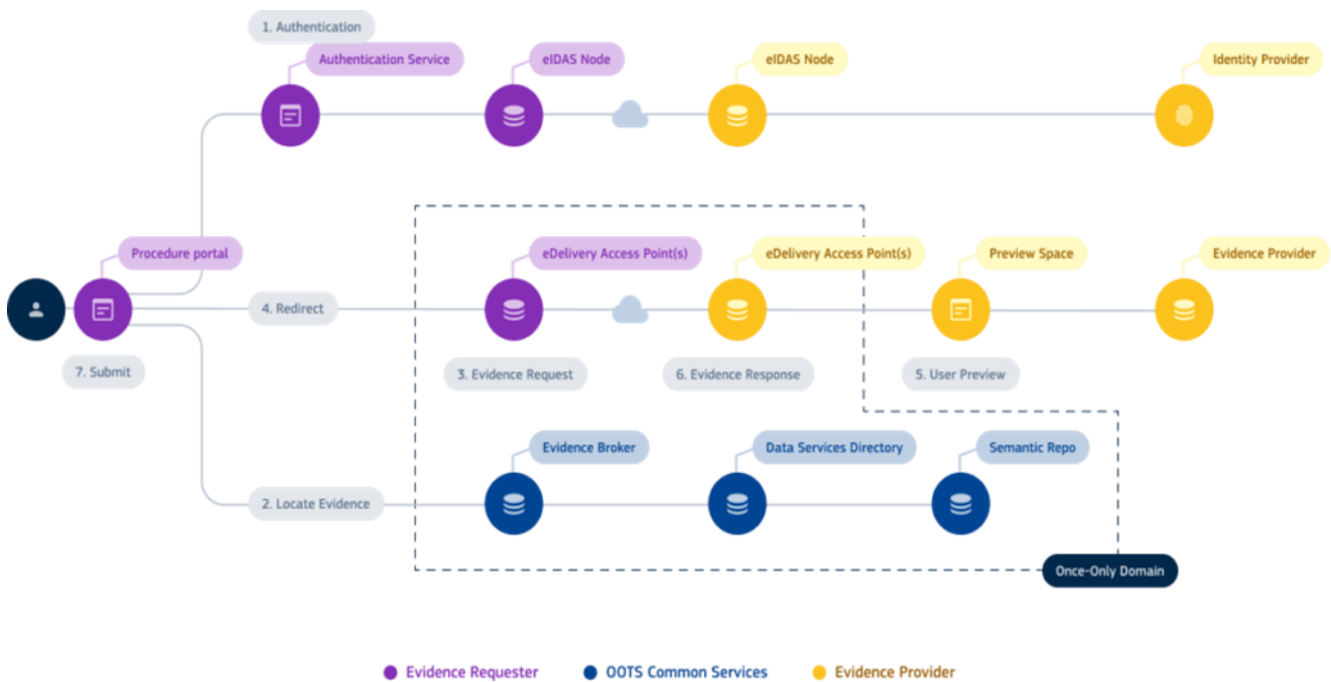 1. Authentication
Authentication Service
eIDAS Node
eIDAS Node
Identity Provider
Procedure portal
eDelivery Access Point(s)
eDelivery Access Point(s)
Preview Space
Evidence Provider
4. Redirect
7. Submit
3. Evidence Request
6. Evidence Response
5. User Preview
Evidence Broker
Data Services Directory
Semantic Repo
2. Locate Evidence
Once-Only Domain
Evidence Requester
OOTS Common Services
Evidence Provider